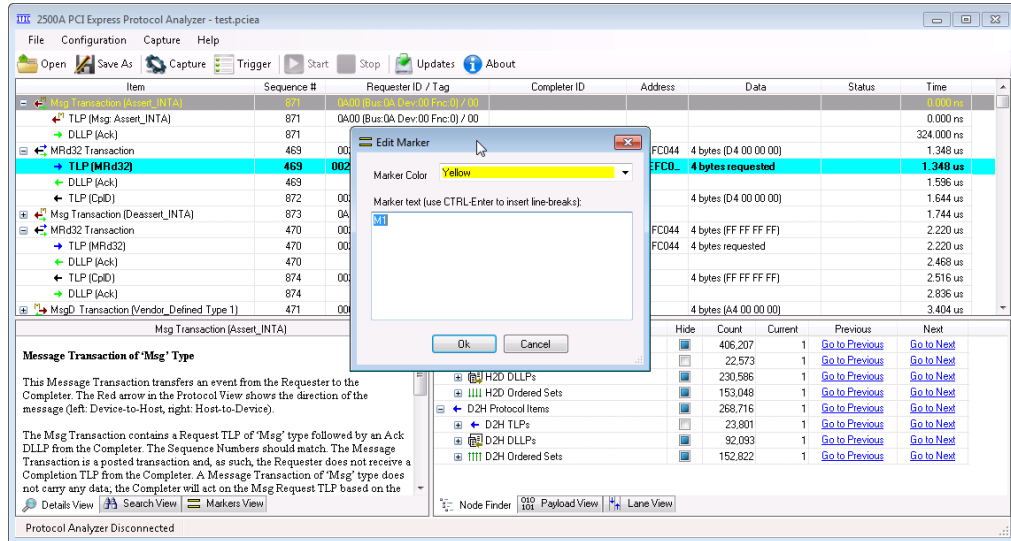 2500A PCI Express Protocol Analyzer - test.pciea
File Configuration Capture Help
Open Save As Capture Trigger Start Stop Updates About
Item Sequence # Requester ID / Tag Completer ID Address Data Status Time
Msg Transaction (Assert_INTA) 871 0A00 (Bus:0A Dev:00 Fnc:0) / 00 0.000 ns
TLP (Msg: Assert_INTA) 871 0A00 (Bus:0A Dev:00 Fnc:0) / 00 0.000 ns
DLLP (Ack) 871 324.000 ns
MRd32 Transaction 469 FC044 4 bytes (D4 00 00 00) 1.348 us
TLP (MRd32) 469 002 EFC0... 4 bytes requested 1.348 us
DLLP (Ack) 469 1.596 us
TLP (CplD) 872 4 bytes (D4 00 00 00) 1.644 us
Msg Transaction (Deassert_INTA) 873 0A 1.744 us
MRd32 Transaction 470 FC044 4 bytes (FF FF FF FF) 2.220 us
TLP (MRd32) 470 FC044 4 bytes requested 2.220 us
DLLP (Ack) 470 2.468 us
TLP (CplD) 874 4 bytes (FF FF FF FF) 2.516 us
DLLP (Ack) 874 2.836 us
MsgD Transaction (Vendor_Defined Type 1) 471 4 bytes (A4 00 00 00) 3.404 us
Edit Marker
Marker Color Yellow
Marker text (use CTRL-Enter to insert line-breaks):
M1
Ok Cancel
Msg Transaction (Assert_INTA)
Message Transaction of 'Msg' Type
This Message Transaction transfers an event from the Requester to the
Completer. The Red arrow in the Protocol View shows the direction of the
message (left: Device-to-Host, right: Host-to-Device).
The Msg Transaction contains a Request TLP of 'Msg' type followed by an Ack
DLLP from the Completer. The Sequence Numbers should match. The Message
Transaction is a posted transaction and, as such, the Requester does not receive a
Completion TLP from the Completer. A Message Transaction of 'Msg' type does
not carry any data; the Completer will act on the Msg Request TLP based on the
Details View Search View Markers View
Hide Count Current Previous Next
406,207 1 Go to Previous Go to Next
22,573 1 Go to Previous Go to Next
H2D DLLPs 230,586 1 Go to Previous Go to Next
H2D Ordered Sets 153,048 1 Go to Previous Go to Next
D2H Protocol Items 268,716 1 Go to Previous Go to Next
D2H TLPs 23,801 1 Go to Previous Go to Next
D2H DLLPs 92,093 1 Go to Previous Go to Next
D2H Ordered Sets 152,822 1 Go to Previous Go to Next
Node Finder Payload View Lane View
Protocol Analyzer Disconnected